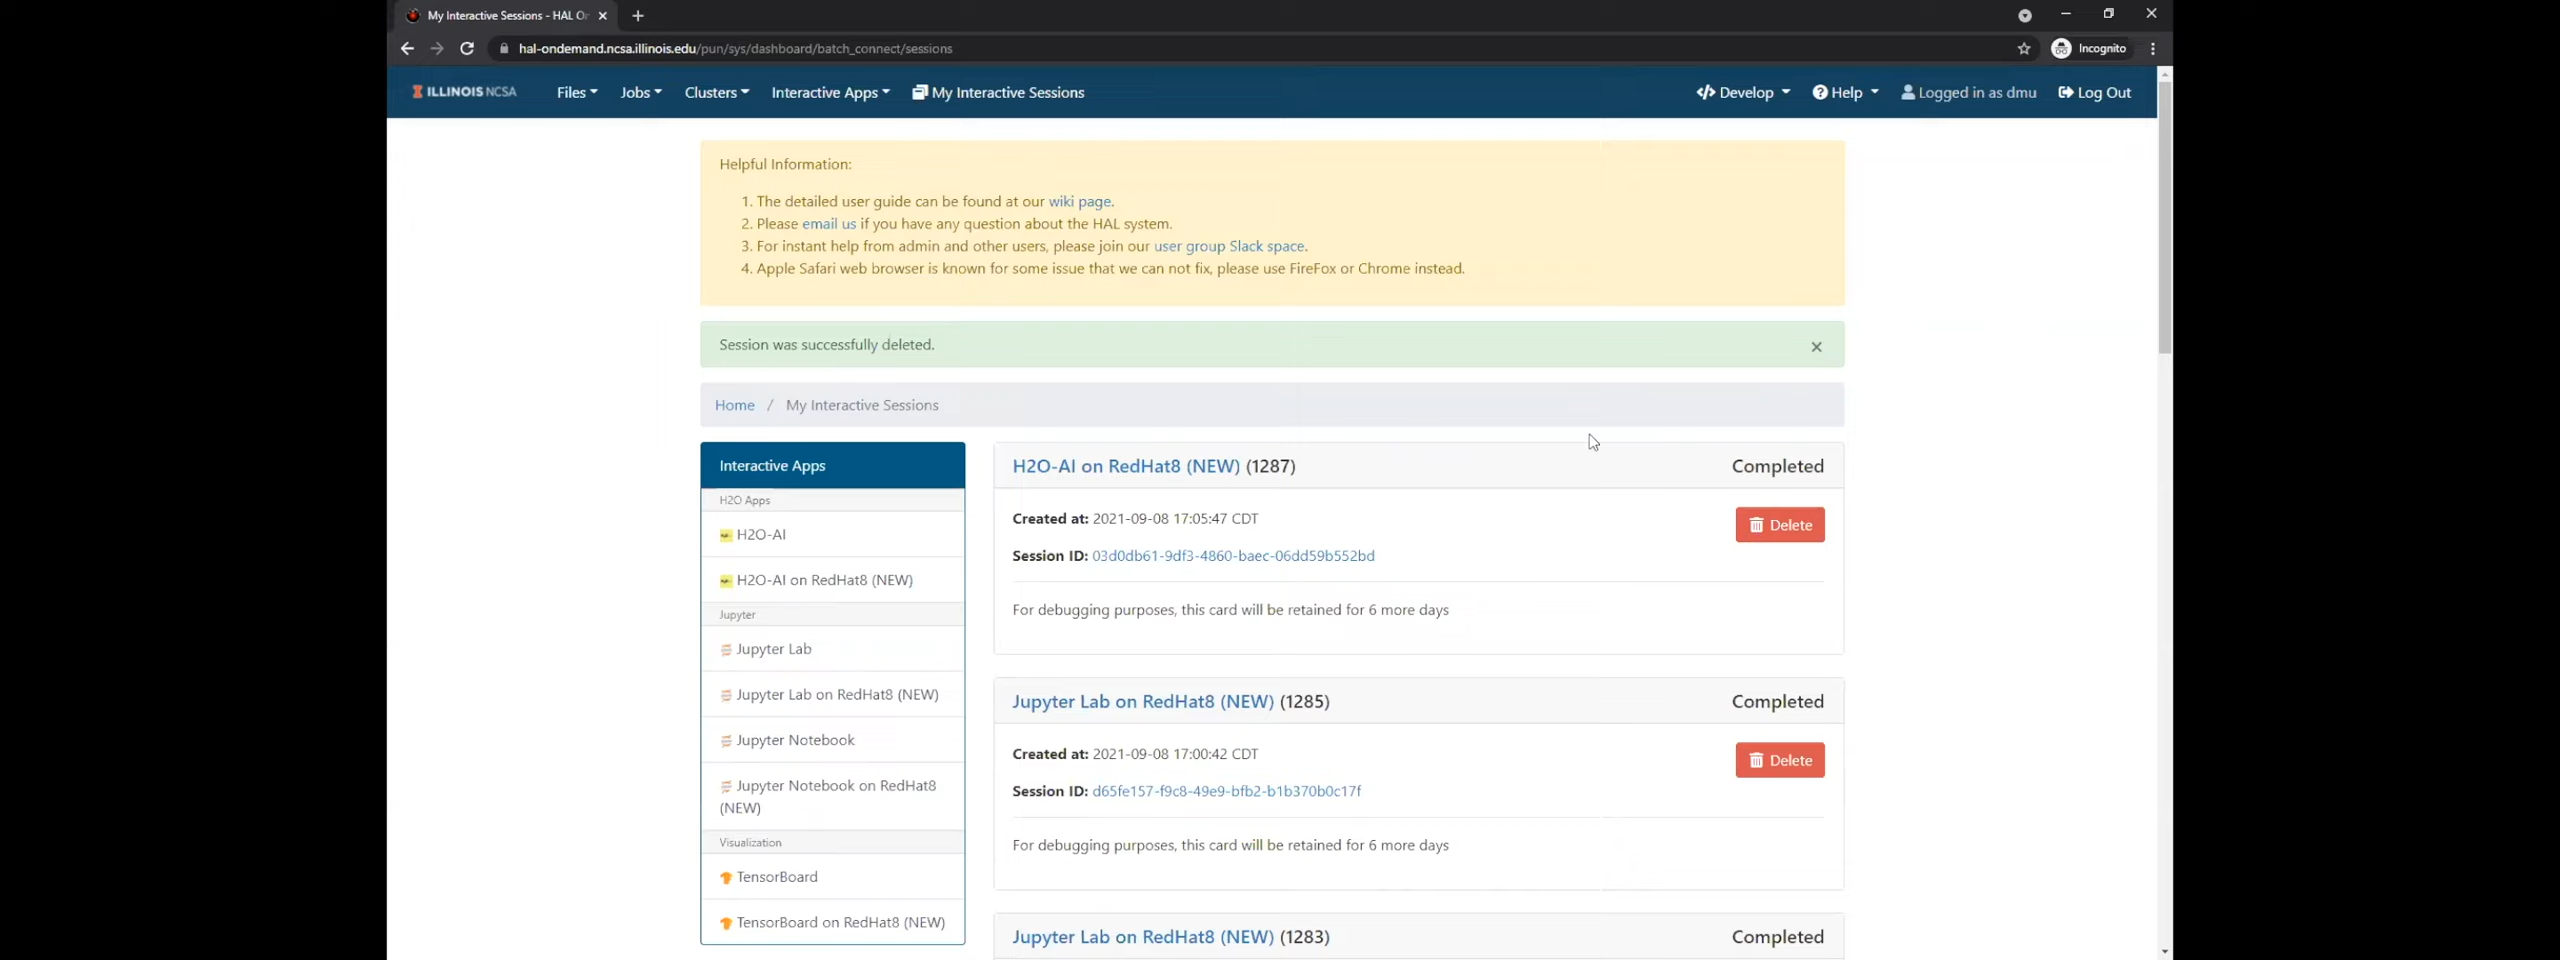 My Interactive Sessions - HAL O
hal-ondemand.ncsa.illinois.edu/pun/sys/dashboard/batch_connect/sessions
Incognito
ILLINOIS NCSA
Files
Jobs
Clusters
Interactive Apps
My Interactive Sessions
Develop
Help
Logged in as dmu
Log Out
Helpful Information:
1. The detailed user guide can be found at our wiki page.
2. Please email us if you have any question about the HAL system.
3. For instant help from admin and other users, please join our user group Slack space.
4. Apple Safari web browser is known for some issue that we can not fix, please use FireFox or Chrome instead.
Session was successfully deleted.
Home / My Interactive Sessions
Interactive Apps
H2O Apps
H2O-AI
H2O-AI on RedHat8 (NEW)
Jupyter
Jupyter Lab
Jupyter Lab on RedHat8 (NEW)
Jupyter Notebook
Jupyter Notebook on RedHat8
(NEW)
Visualization
TensorBoard
TensorBoard on RedHat8 (NEW)
H2O-AI on RedHat8 (NEW) (1287)
Completed
Created at: 2021-09-08 17:05:47 CDT
Delete
Session ID: 03d0db61-9df3-4860-baec-06dd59b552bd
For debugging purposes, this card will be retained for 6 more days
Jupyter Lab on RedHat8 (NEW) (1285)
Completed
Created at: 2021-09-08 17:00:42 CDT
Delete
Session ID: d65fe157-f9c8-49e9-bfb2-b1b370b0c17f
For debugging purposes, this card will be retained for 6 more days
Jupyter Lab on RedHat8 (NEW) (1283)
Completed